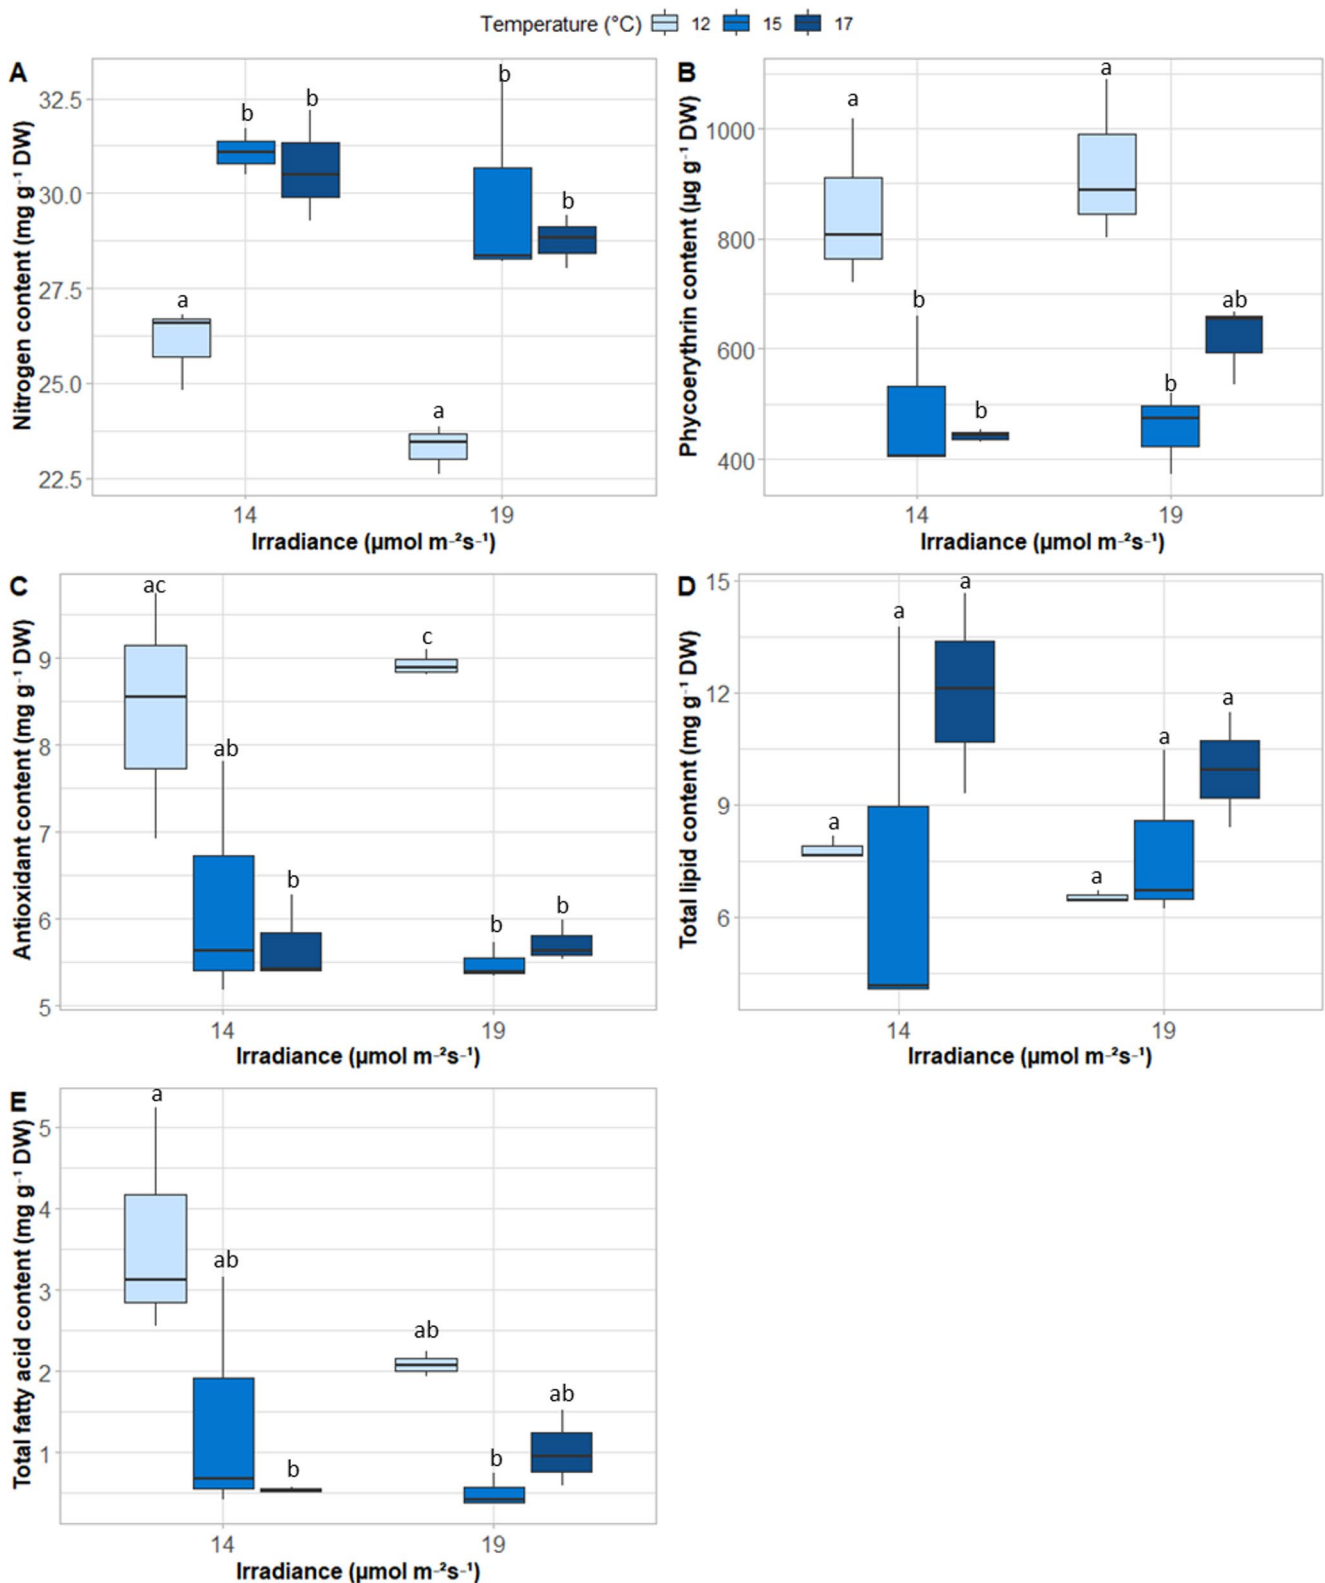 Temperature (°C) 12 15 17
A
b
b
b
32.5
b
30.0
a
27.5
25.0
a
22.5
Nitrogen content (mg g⁻¹ DW)
14 19
Irradiance (µmol m⁻²s⁻¹)
B
a
a
1000
800
b
ab
600
b
b
400
Phycoerythrin content (µg g⁻¹ DW)
14 19
Irradiance (µmol m⁻²s⁻¹)
C
ac
c
9
8
ab
7
b
b
b
6
5
Antioxidant content (mg g⁻¹ DW)
14 19
Irradiance (µmol m⁻²s⁻¹)
D
15
a
a
12
a
a
9
a
a
6
Total lipid content (mg g⁻¹ DW)
14 19
Irradiance (µmol m⁻²s⁻¹)
E
a
5
4
ab
3
ab
2
ab
b
b
1
Total fatty acid content (mg g⁻¹ DW)
14 19
Irradiance (µmol m⁻²s⁻¹)